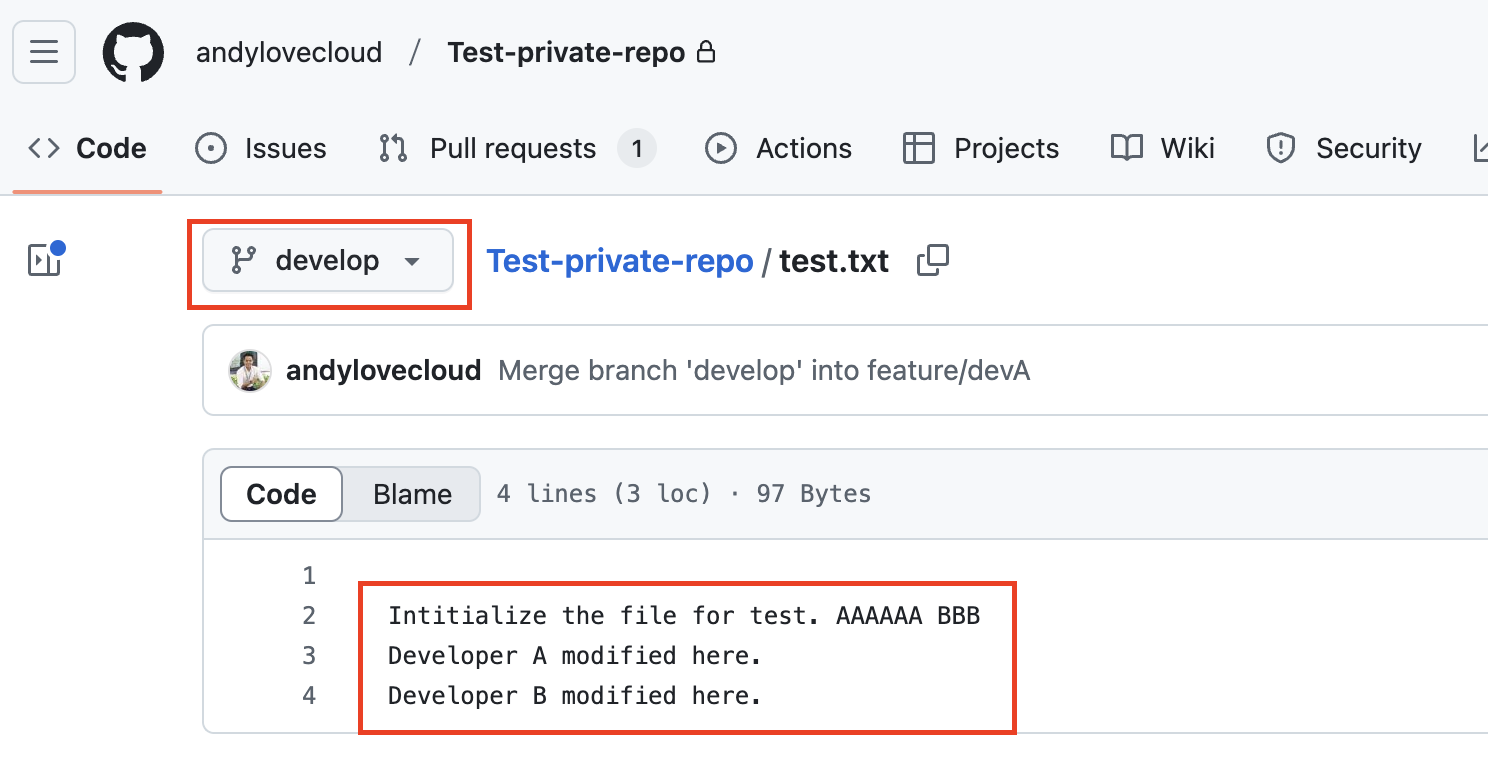 andylovecloud / Test-private-repo
Code Issues Pull requests 1 Actions Projects Wiki Security
develop Test-private-repo / test.txt
andylovecloud Merge branch 'develop' into feature/devA
Code Blame 4 lines (3 loc) · 97 Bytes
1
2 Intitialize the file for test. AAAAAA BBB
3 Developer A modified here.
4 Developer B modified here.